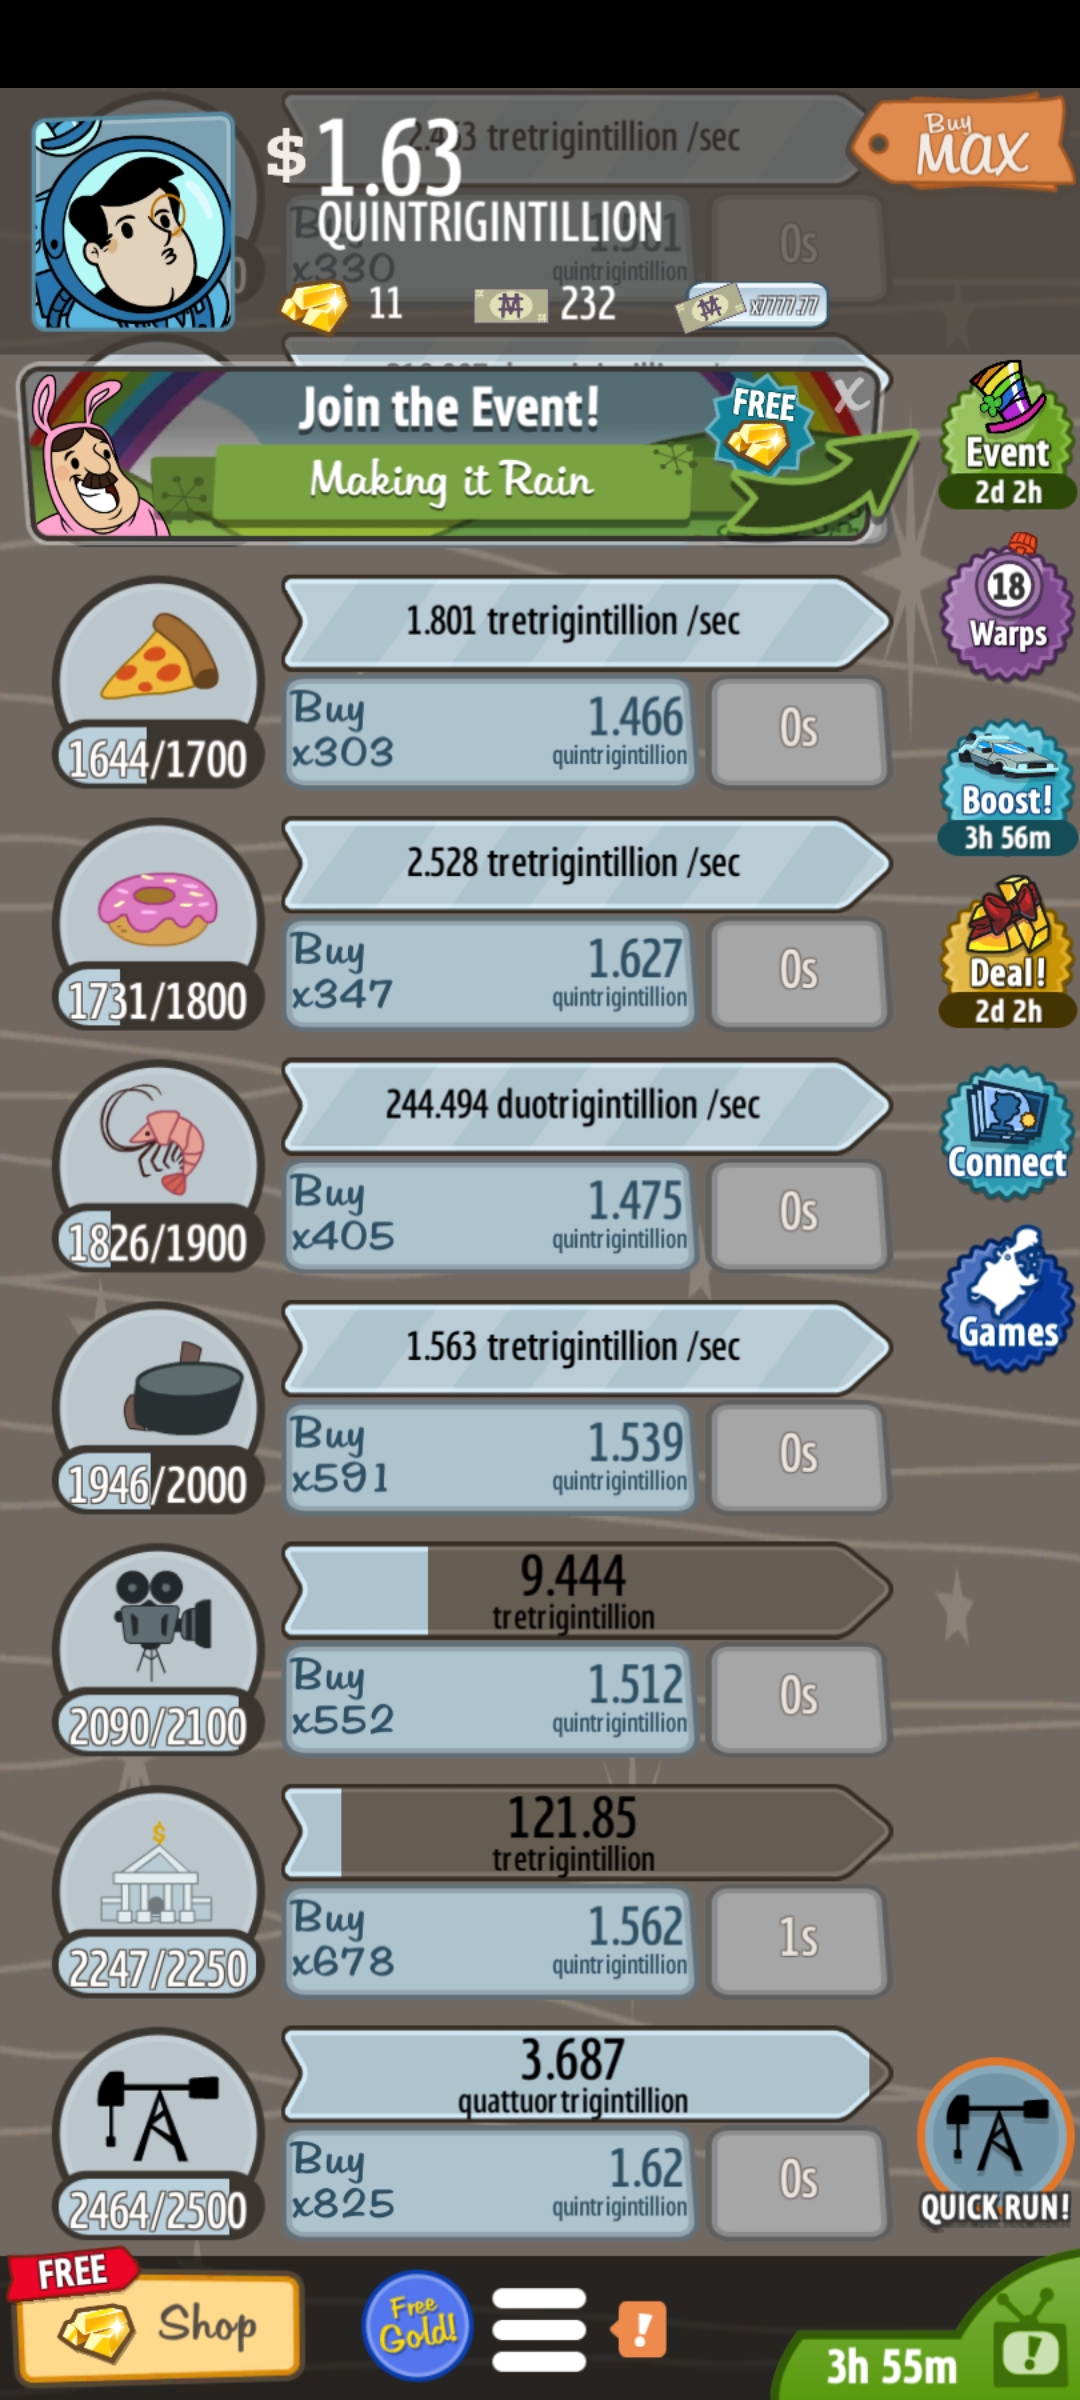 2.463 tretrigintillion /sec
Buy
MAX
$1.63
QUINTRIGINTILLION
x330
quintrigintillion
0s
11
232
x7777.77
Join the Event!
FREE
X
Making it Rain
Event
2d 2h
1.801 tretrigintillion /sec
18
Warps
Buy
x303
1.466
quintrigintillion
0s
1644/1700
Boost!
3h 56m
2.528 tretrigintillion /sec
Buy
x347
1.627
quintrigintillion
0s
1731/1800
Deal!
2d 2h
244.494 duotrigintillion /sec
Connect
Buy
x405
1.475
quintrigintillion
0s
1826/1900
Games
1.563 tretrigintillion /sec
Buy
x591
1.539
quintrigintillion
0s
1946/2000
9.444
tretrigintillion
Buy
x552
1.512
quintrigintillion
0s
2090/2100
121.85
tretrigintillion
$
Buy
x678
1.562
quintrigintillion
1s
2247/2250
3.687
quattuortrigintillion
Buy
x825
1.62
quintrigintillion
0s
2464/2500
QUICK RUN!
FREE
Shop
Free
Gold!
!
3h 55m
!